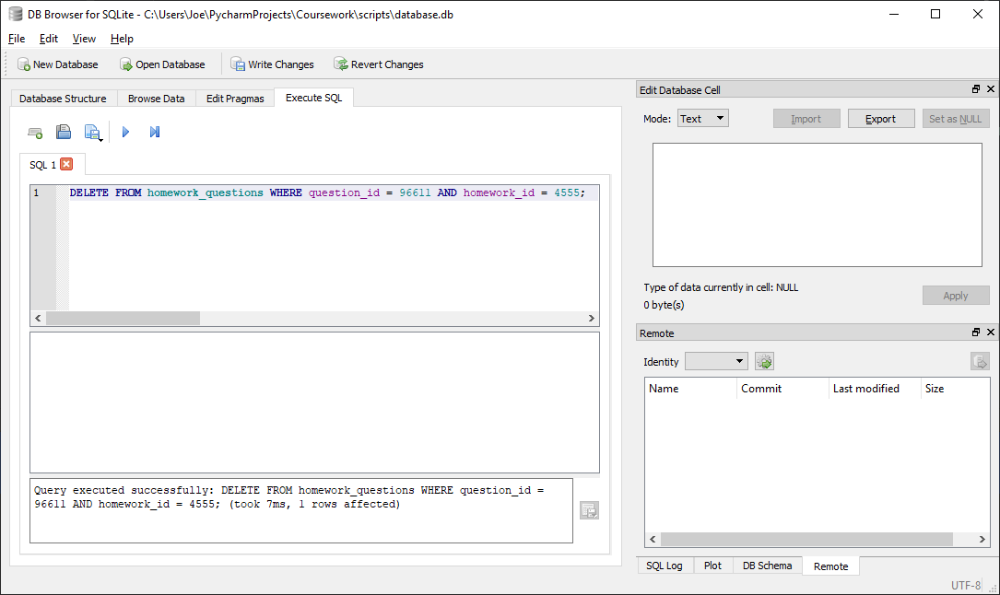 DB Browser for SQLite - C:\Users\Joe\PycharmProjects\Coursework\scripts\database.db
File Edit View Help
New Database Open Database Write Changes Revert Changes
Database Structure Browse Data Edit Pragmas Execute SQL
SQL 1
1 DELETE FROM homework_questions WHERE question_id = 96611 AND homework_id = 4555;
Query executed successfully: DELETE FROM homework_questions WHERE question_id =
96611 AND homework_id = 4555; (took 7ms, 1 rows affected)
Edit Database Cell
Mode: Text Import Export Set as NULL
Type of data currently in cell: NULL
0 byte(s)
Apply
Remote
Identity
Name Commit Last modified Size
SQL Log Plot DB Schema Remote
UTF-8